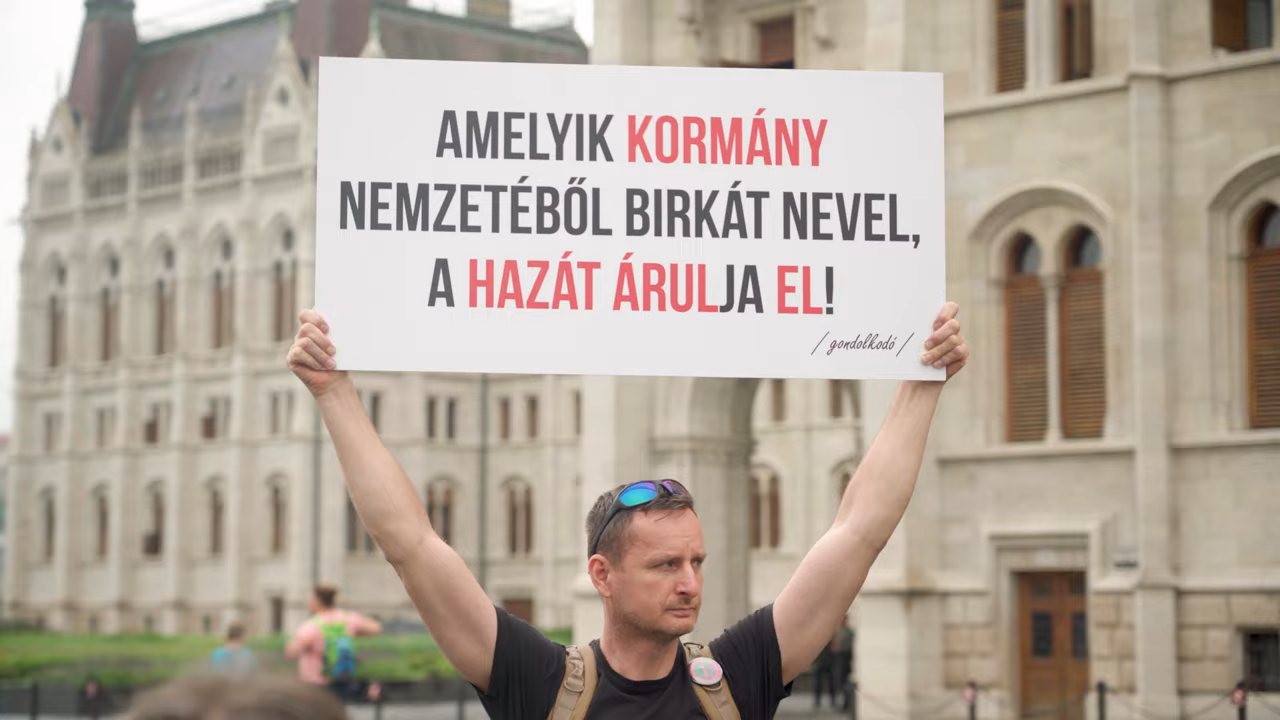 AMELYIK KORMÁNY
NEMZETÉBŐL BIRKÁT NEVEL,
A HAZÁT ÁRULJA EL!
/ gondolkodó /